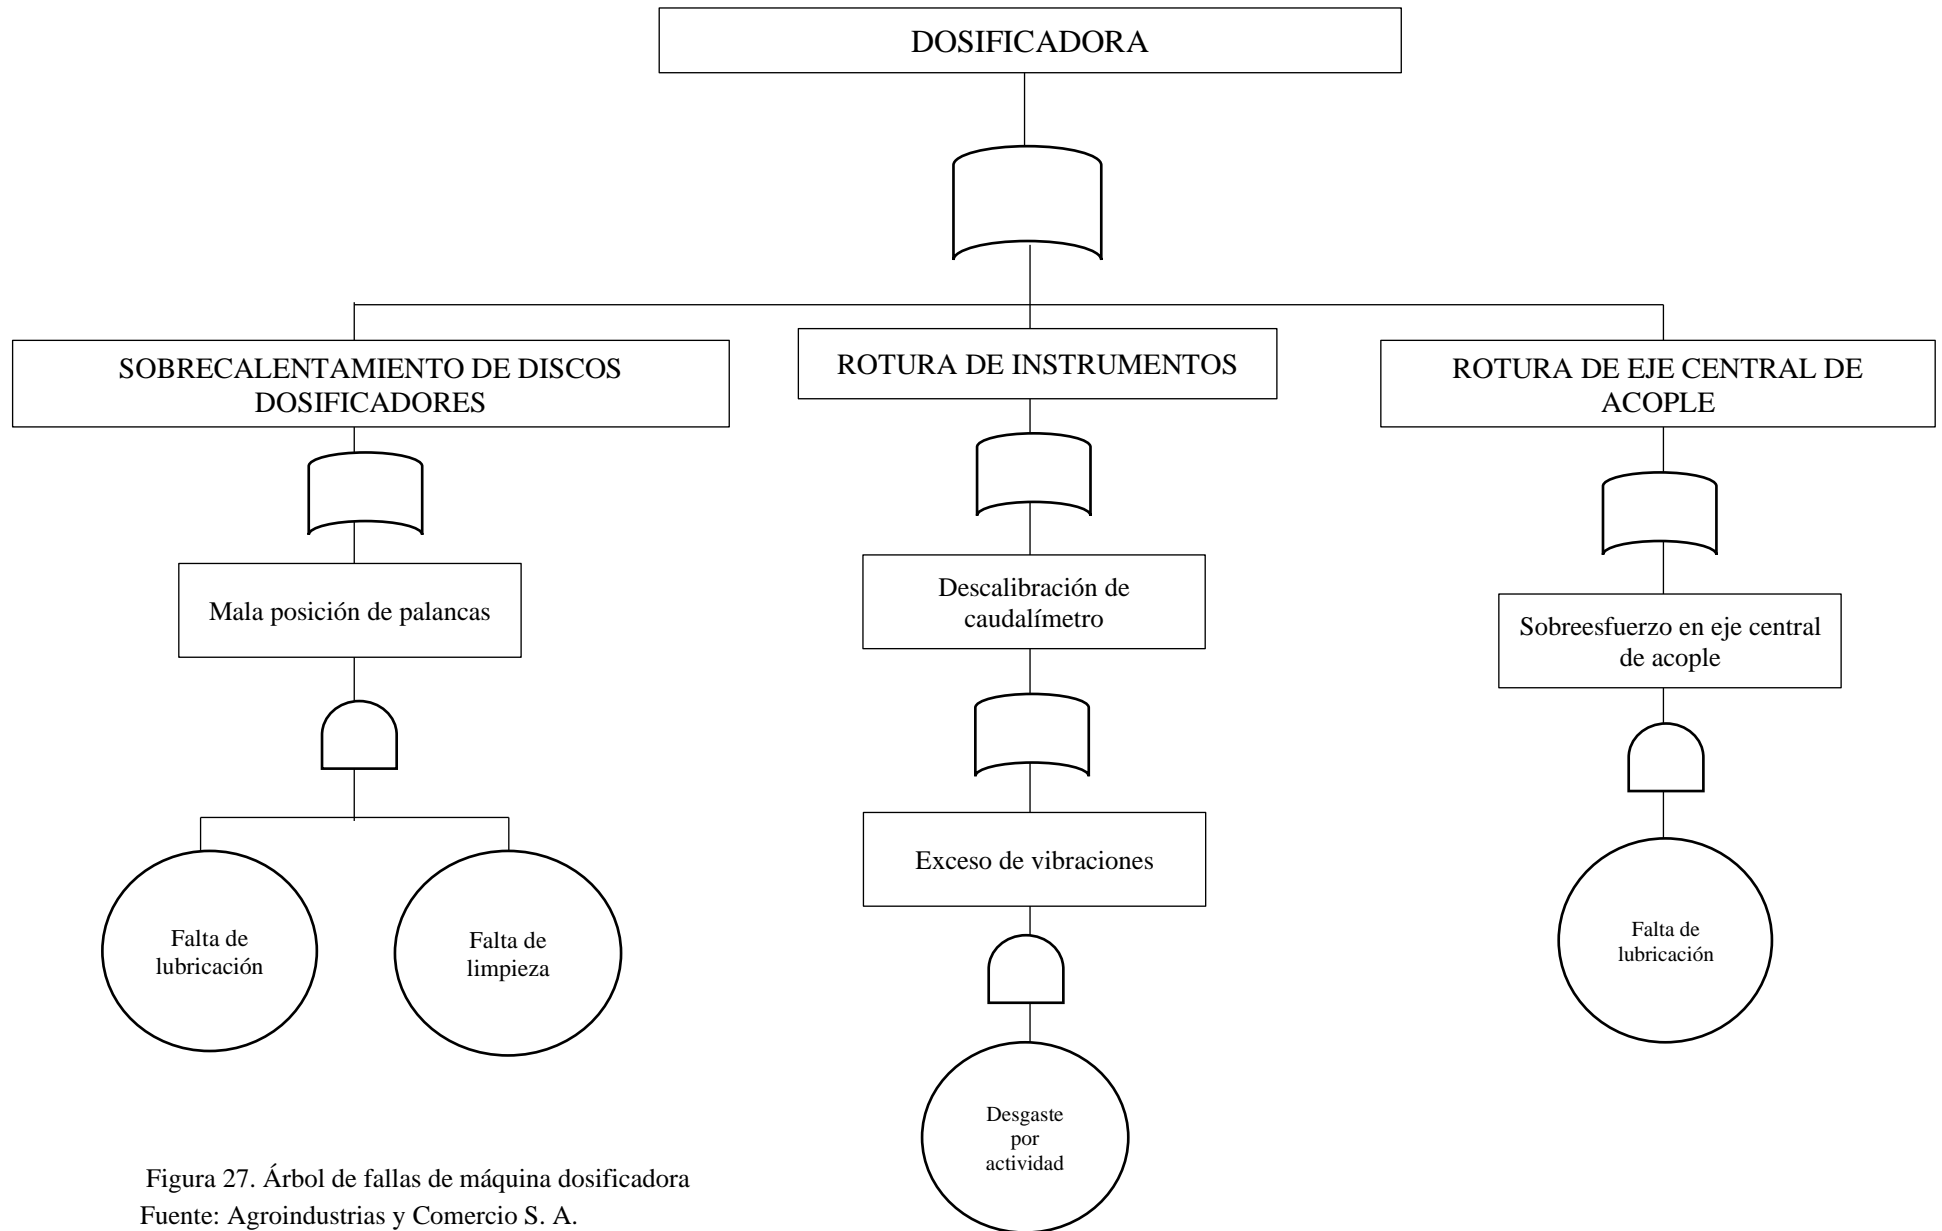 DOSIFICADORA
SOBRECALENTAMIENTO DE DISCOS
DOSIFICADORES
ROTURA DE INSTRUMENTOS
ROTURA DE EJE CENTRAL DE
ACOPLE
Mala posición de palancas
Descalibración de
caudalímetro
Sobreesfuerzo en eje central
de acople
Exceso de vibraciones
Falta de
lubricación
Falta de
limpieza
Falta de
lubricación
Desgaste
por
actividad
Figura 27. Árbol de fallas de máquina dosificadora
Fuente: Agroindustrias y Comercio S. A.